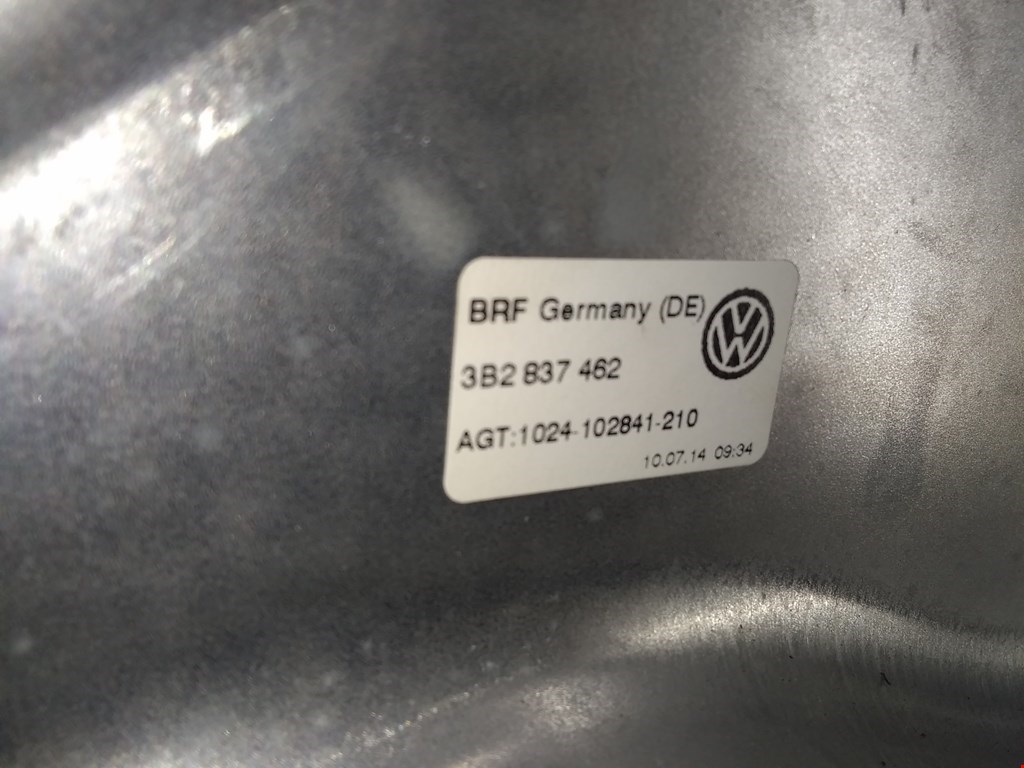 BRF Germany (DE)
3B2 837 462
AGT:1024-102841-210
10.07.14 09:34